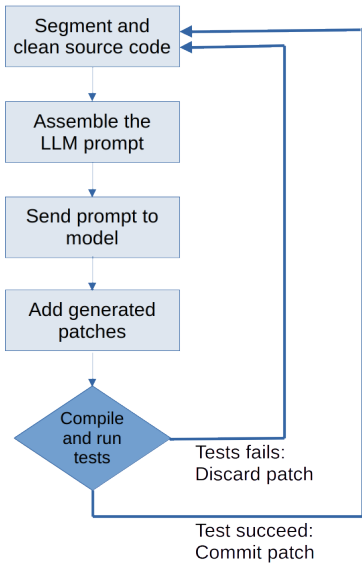 Segment and
clean source code
Assemble the
LLM prompt
Send prompt to
model
Add generated
patches
Compile
and run
tests
Tests fails:
Discard patch
Test succeed:
Commit patch